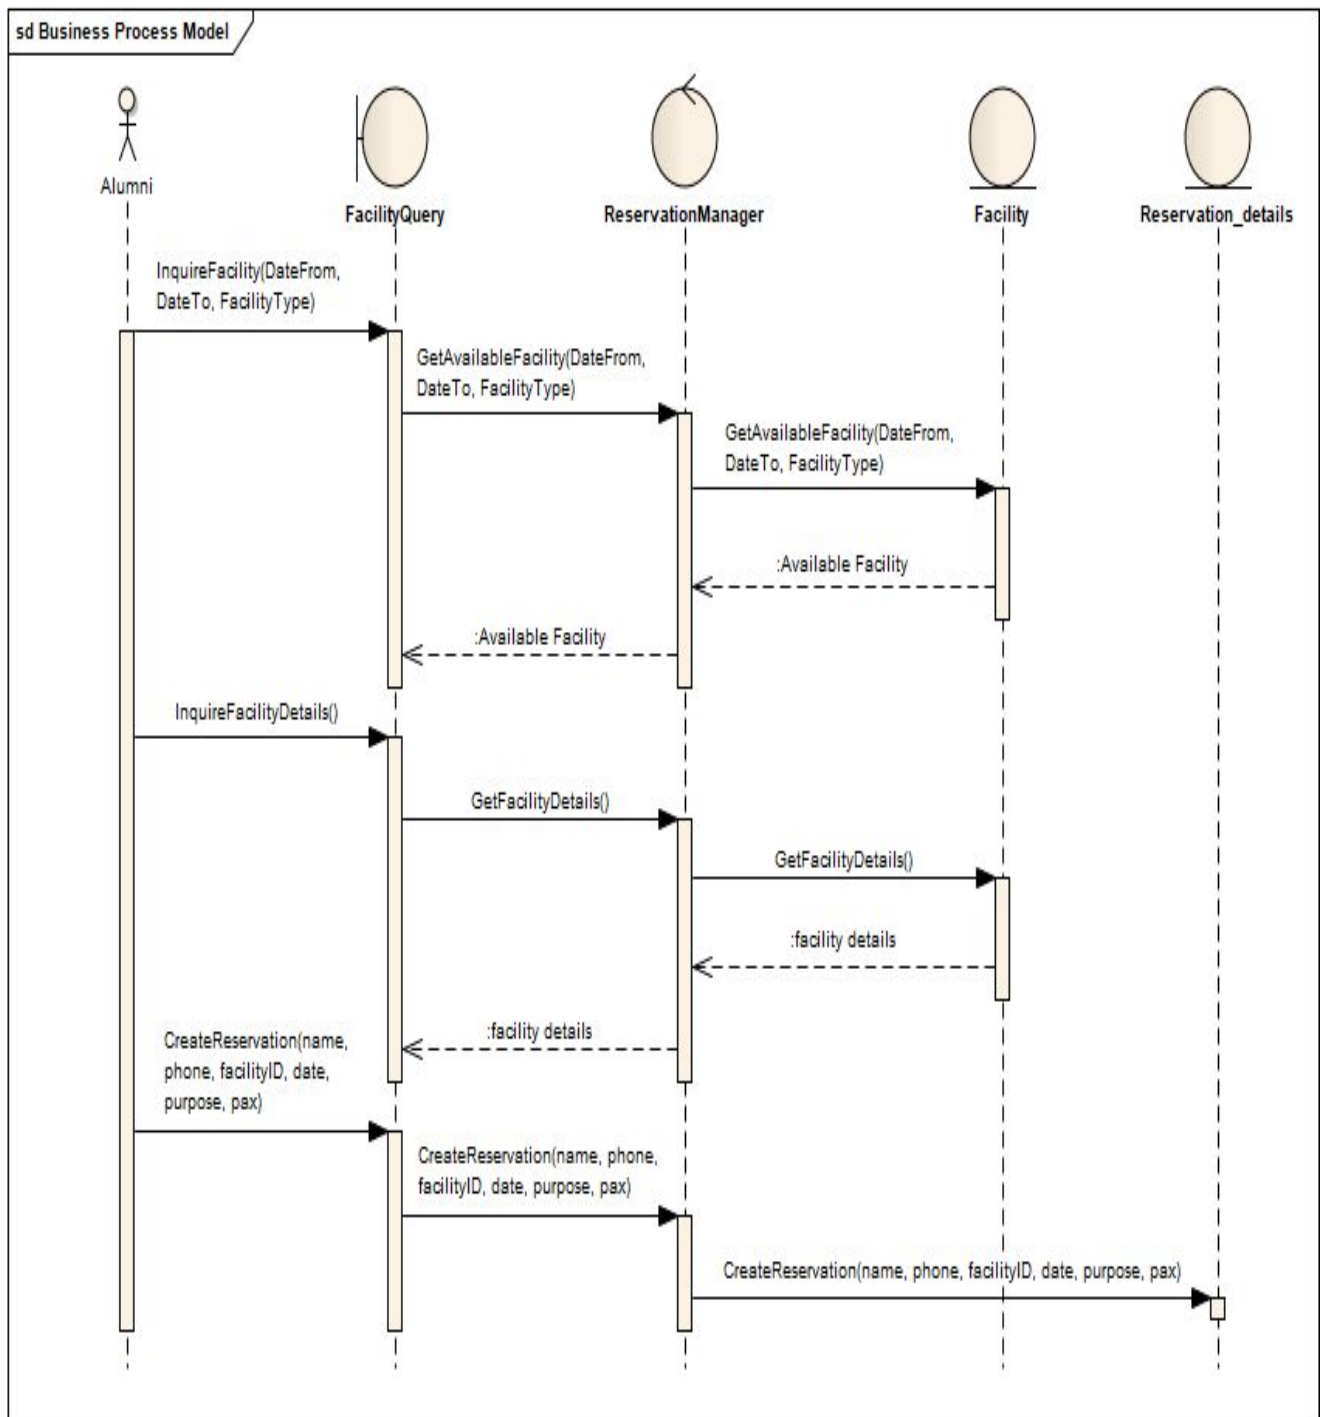 sd Business Process Model
Alumni
FacilityQuery
ReservationManager
Facility
Reservation_details
InquireFacility(DateFrom,
DateTo, FacilityType)
GetAvailableFacility(DateFrom,
DateTo, FacilityType)
GetAvailableFacility(DateFrom,
DateTo, FacilityType)
:Available Facility
:Available Facility
InquireFacilityDetails()
GetFacilityDetails()
GetFacilityDetails()
:facility details
:facility details
CreateReservation(name,
phone, facilityID, date,
purpose, pax)
CreateReservation(name, phone,
facilityID, date, purpose, pax)
CreateReservation(name, phone, facilityID, date, purpose, pax)